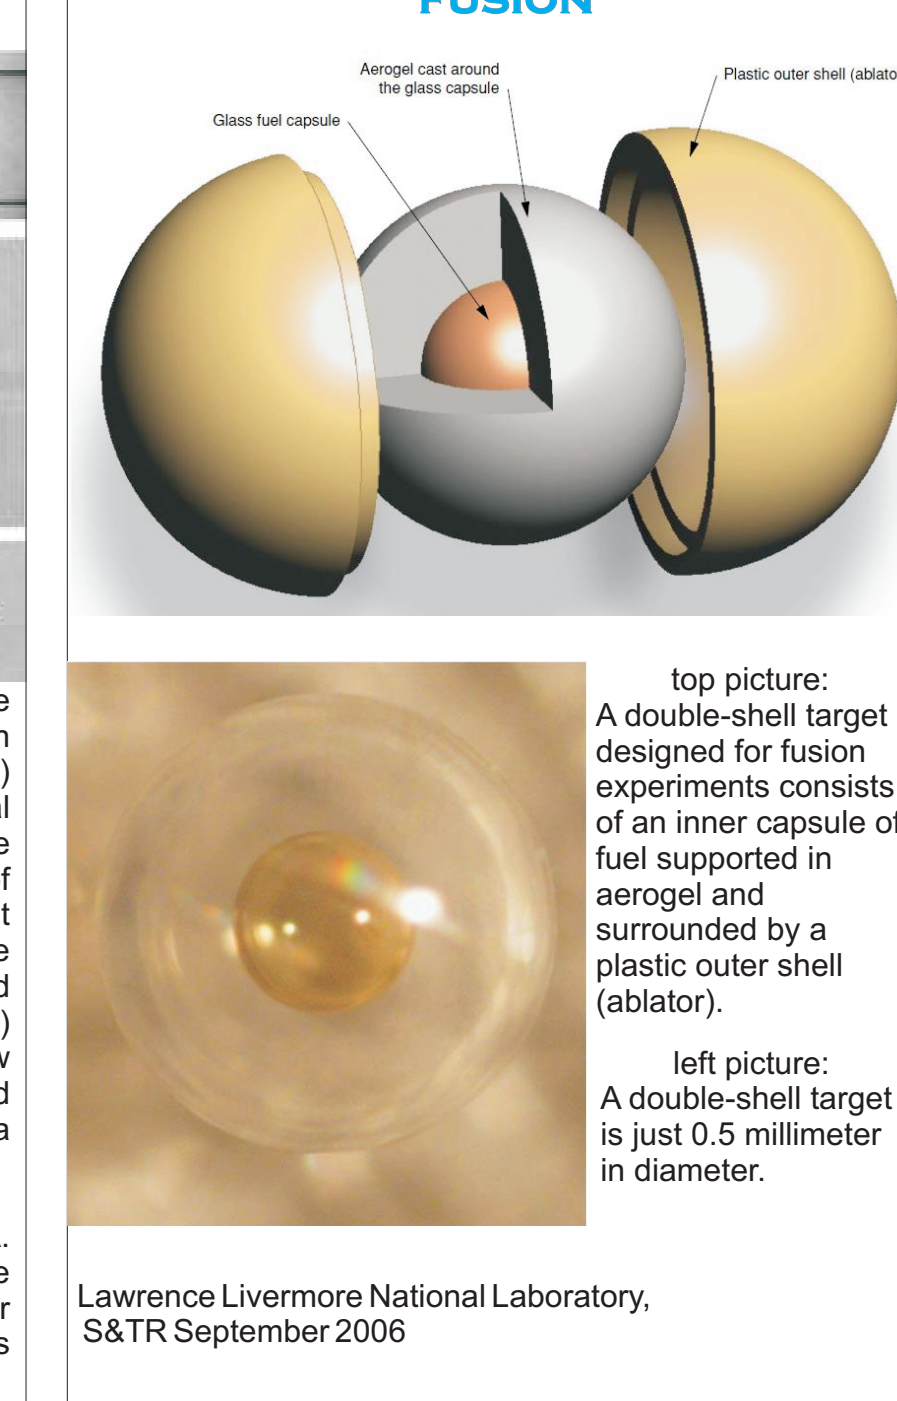 FUSION
Aerogel cast around
the glass capsule
Plastic outer shell (ablato
Glass fuel capsule
top picture:
A double-shell target
designed for fusion
experiments consists
of an inner capsule of
fuel supported in
aerogel and
surrounded by a
plastic outer shell
(ablator).
left picture:
A double-shell target
is just 0.5 millimeter
in diameter.
Lawrence Livermore National Laboratory,
S&TR September 2006